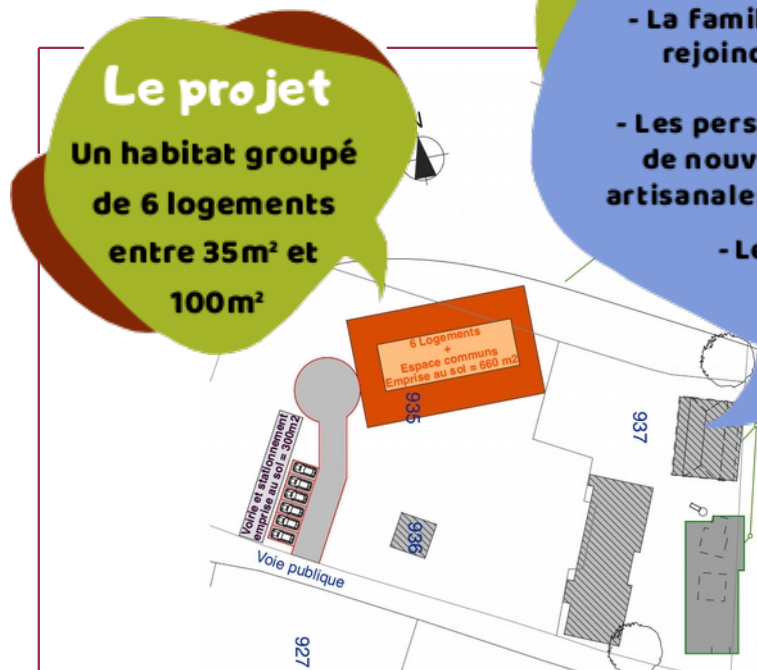 Le projet
Un habitat groupé
de 6 logements
entre 35m² et
100m²
- La famil
rejoind
- Les pers
de nouv
artisanales
- Le
N
6 Logements
+
Espace communs
Emprise au sol = 660 m2
935
937
Voirie et stationnement
emprise au sol = 300m2
936
Voie publique
927